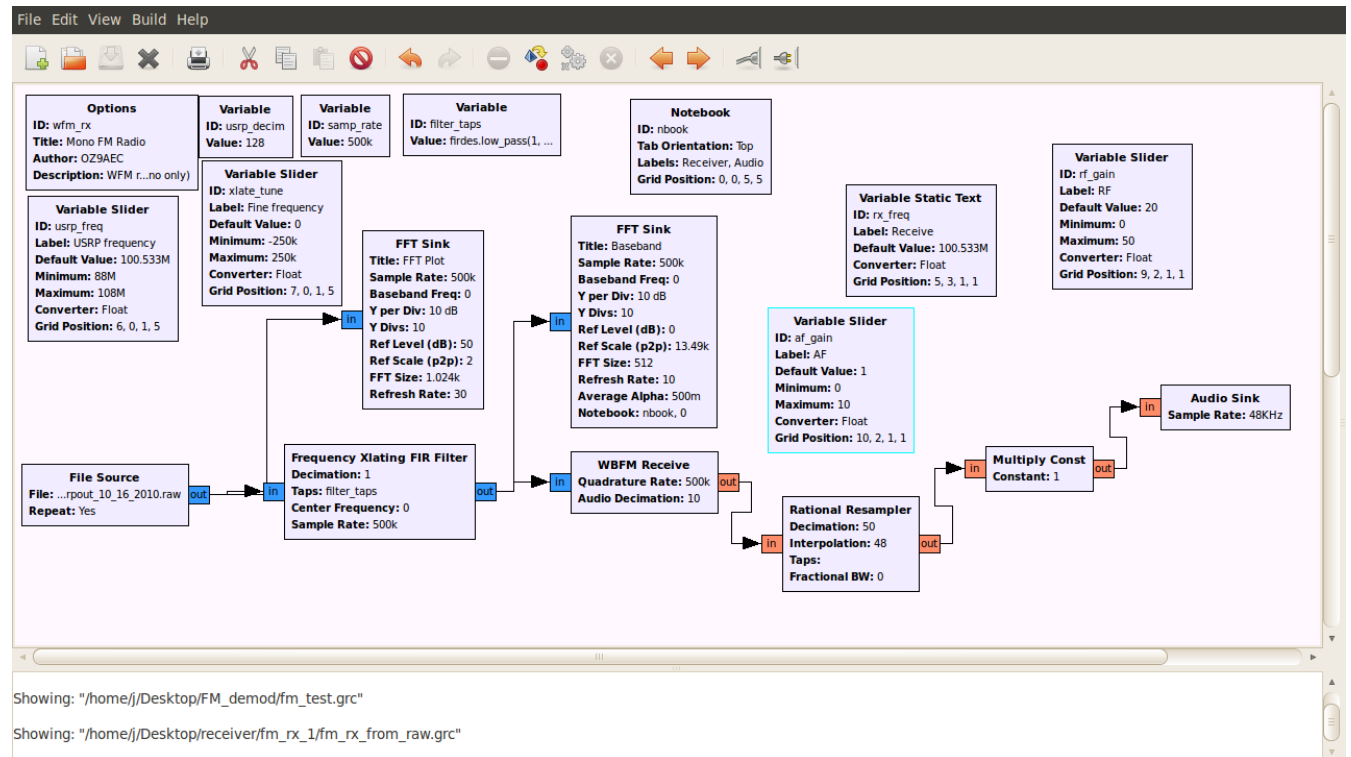 File Edit View Build Help
Options
ID: wfm_rx
Title: Mono FM Radio
Author: OZ9AEC
Description: WFM r...no only)
Variable
ID: usrp_decim
Value: 128
Variable
ID: samp_rate
Value: 500k
Variable
ID: filter_taps
Value: firdes.low_pass(1, ...
Notebook
ID: nbook
Tab Orientation: Top
Labels: Receiver, Audio
Grid Position: 0, 0, 5, 5
Variable Slider
ID: rf_gain
Label: RF
Default Value: 20
Minimum: 0
Maximum: 50
Converter: Float
Grid Position: 9, 2, 1, 1
Variable Slider
ID: usrp_freq
Label: USRP frequency
Default Value: 100.533M
Minimum: 88M
Maximum: 108M
Converter: Float
Grid Position: 6, 0, 1, 5
Variable Slider
ID: xlate_tune
Label: Fine frequency
Default Value: 0
Minimum: -250k
Maximum: 250k
Converter: Float
Grid Position: 7, 0, 1, 5
Variable Static Text
ID: rx_freq
Label: Receive
Default Value: 100.533M
Converter: Float
Grid Position: 5, 3, 1, 1
in
FFT Sink
Title: FFT Plot
Sample Rate: 500k
Baseband Freq: 0
Y per Div: 10 dB
Y Divs: 10
Ref Level (dB): 50
Ref Scale (p2p): 2
FFT Size: 1.024k
Refresh Rate: 30
in
FFT Sink
Title: Baseband
Sample Rate: 500k
Baseband Freq: 0
Y per Div: 10 dB
Y Divs: 10
Ref Level (dB): 0
Ref Scale (p2p): 13.49k
FFT Size: 512
Refresh Rate: 10
Average Alpha: 500m
Notebook: nbook, 0
Variable Slider
ID: af_gain
Label: AF
Default Value: 1
Minimum: 0
Maximum: 10
Converter: Float
Grid Position: 10, 2, 1, 1
in
Audio Sink
Sample Rate: 48KHz
File Source
File: ...rpout_10_16_2010.raw
Repeat: Yes
out
in
Frequency Xlating FIR Filter
Decimation: 1
Taps: filter_taps
Center Frequency: 0
Sample Rate: 500k
out
in
WBFM Receive
Quadrature Rate: 500k
Audio Decimation: 10
out
in
Rational Resampler
Decimation: 50
Interpolation: 48
Taps:
Fractional BW: 0
out
in
Multiply Const
Constant: 1
out
Showing: "/home/j/Desktop/FM_demod/fm_test.grc"
Showing: "/home/j/Desktop/receiver/fm_rx_1/fm_rx_from_raw.grc"